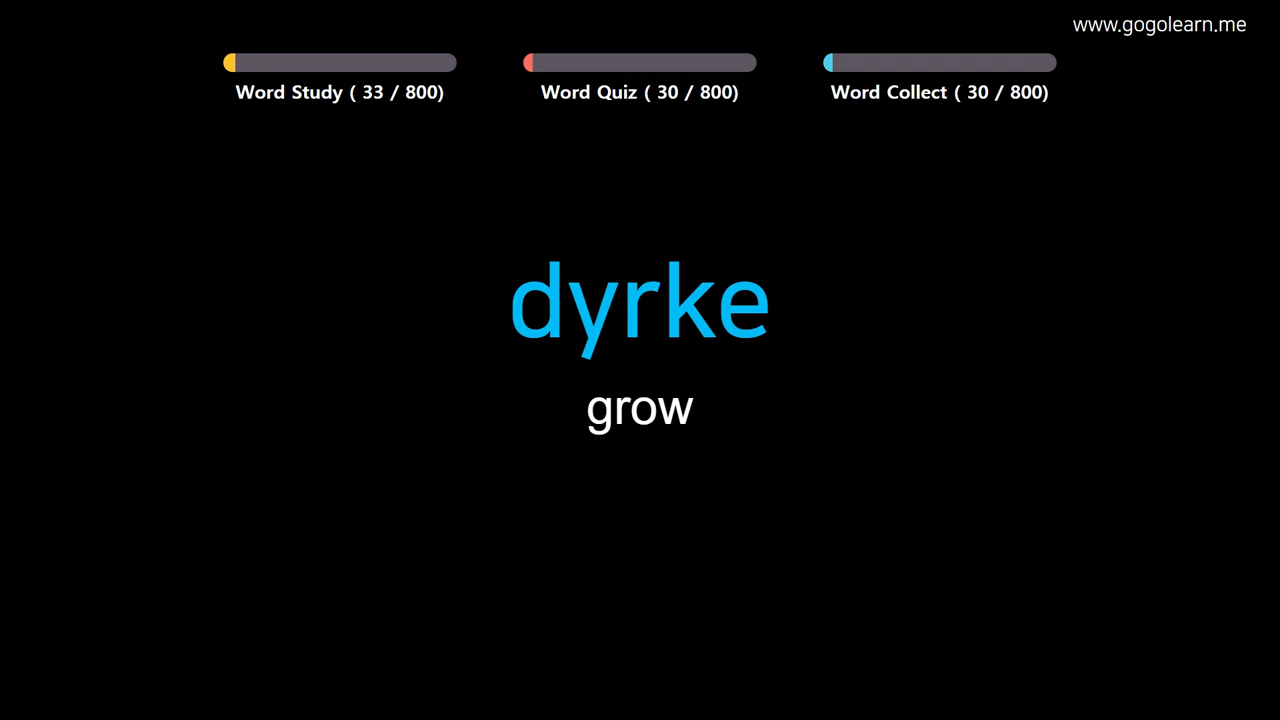 www.gogolearn.me
Word Study ( 33 / 800)
Word Quiz ( 30 / 800)
Word Collect ( 30 / 800)
dyrke
grow